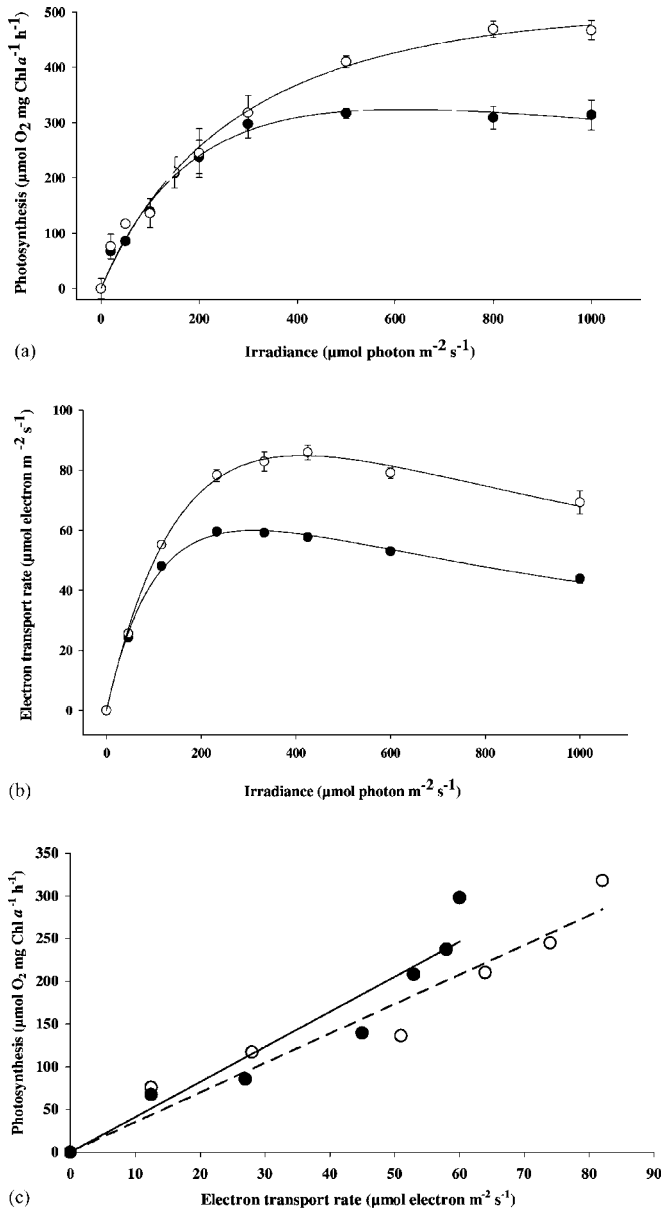 500
400
300
200
100
0
Photosynthesis (µmol O2 mg Chl a-1 h-1)
0 200 400 600 800 1000
(a) Irradiance (µmol photon m-2 s-1)
100
80
60
40
20
0
Electron transport rate (µmol electron m-2 s-1)
0 200 400 600 800 1000
(b) Irradiance (µmol photon m-2 s-1)
350
300
250
200
150
100
50
0
Photosynthesis (µmol O2 mg Chl a-1 h-1)
0 10 20 30 40 50 60 70 80 90
(c) Electron transport rate (µmol electron m-2 s-1)